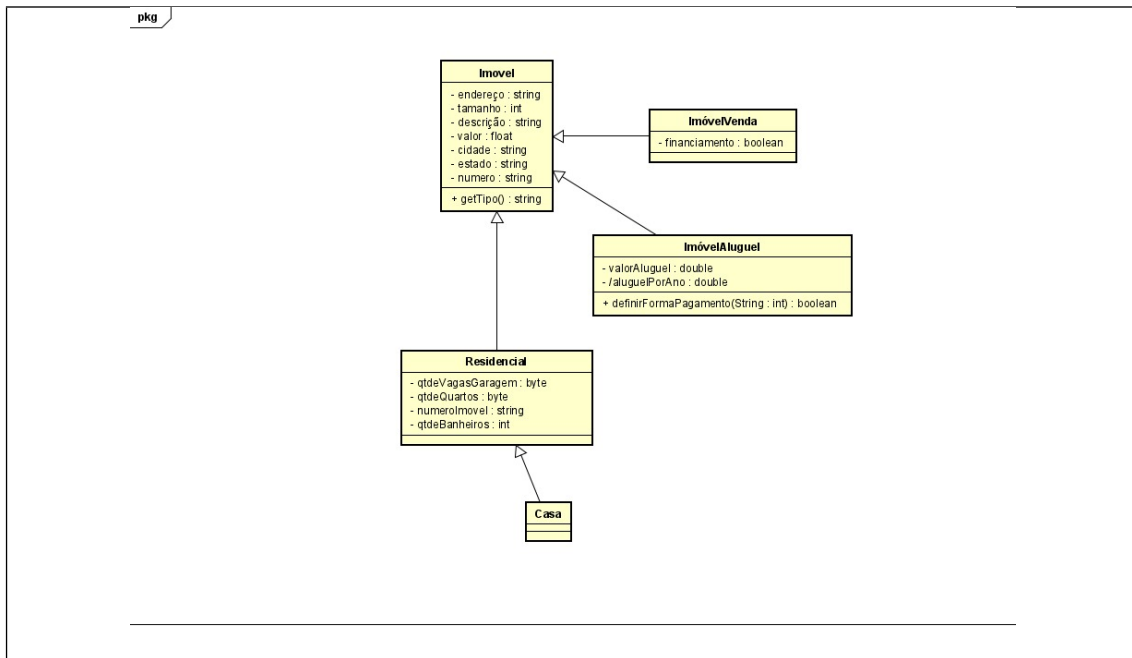 pkg
Imovel
- endereço : string
- tamanho : int
- descrição : string
- valor : float
- cidade : string
- estado : string
- numero : string
+ getTipo() : string
ImóvelVenda
- financiamento : boolean
ImóvelAluguel
- valorAluguel : double
- /aluguelPorAno : double
+ definirFormaPagamento(String : int) : boolean
Residencial
- qtdeVagasGaragem : byte
- qtdeQuartos : byte
- numeroImovel : string
- qtdeBanheiros : int
Casa